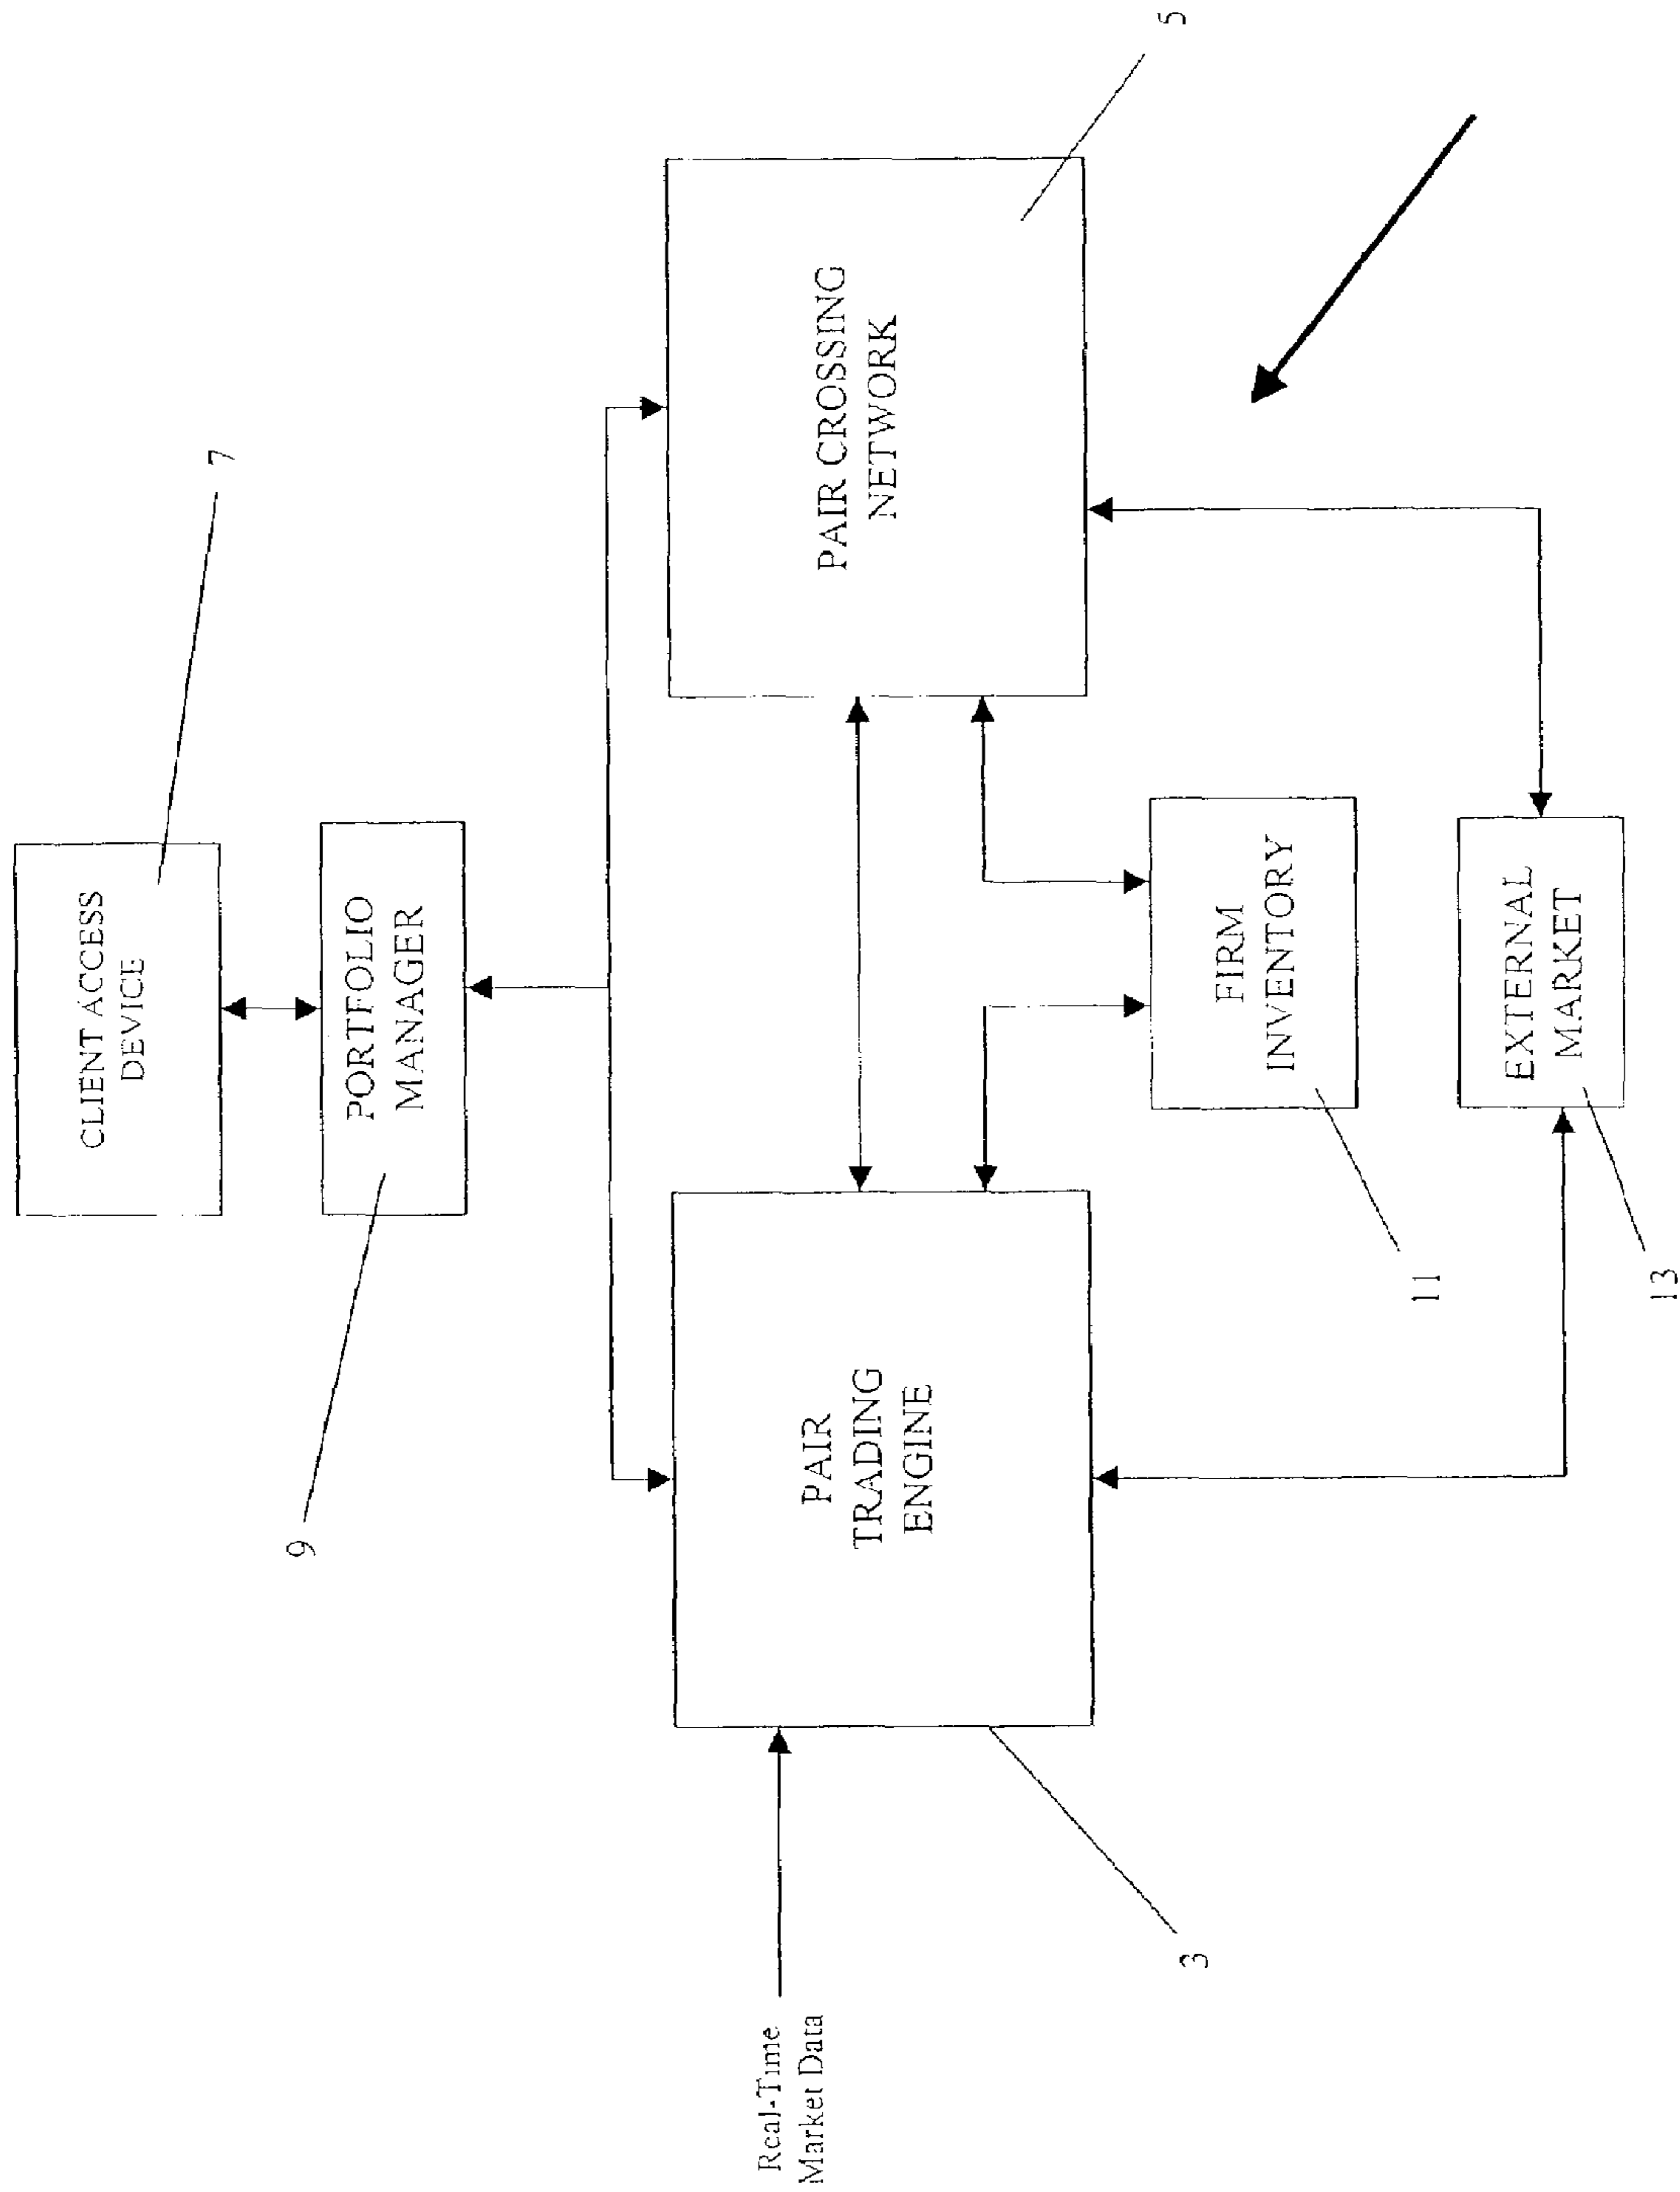 CLIENT ACCESS
DEVICE
7
PORTFOLIO
MANAGER
9
Real-Time
Market Data
PAIR
TRADING
ENGINE
3
PAIR CROSSING
NETWORK
5
FIRM
INVENTORY
11
EXTERNAL
MARKET
13